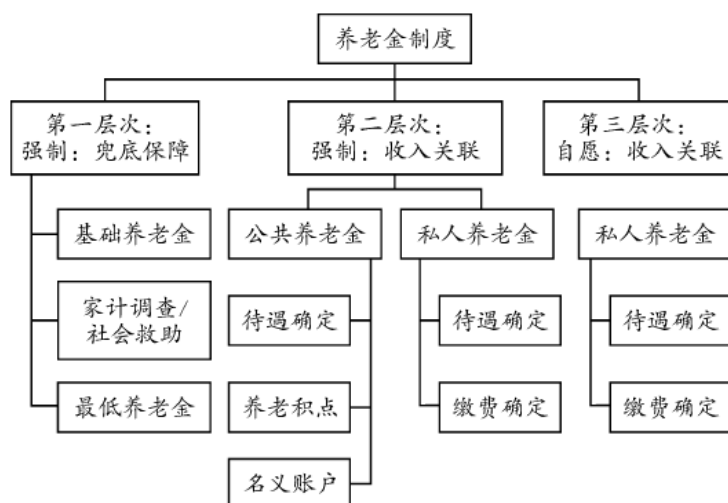 养老金制度
第一层次：
强制：兜底保障
第二层次：
强制：收入关联
第三层次：
自愿：收入关联
基础养老金
公共养老金
私人养老金
私人养老金
家计调查/
社会救助
待遇确定
待遇确定
待遇确定
最低养老金
养老积点
缴费确定
缴费确定
名义账户